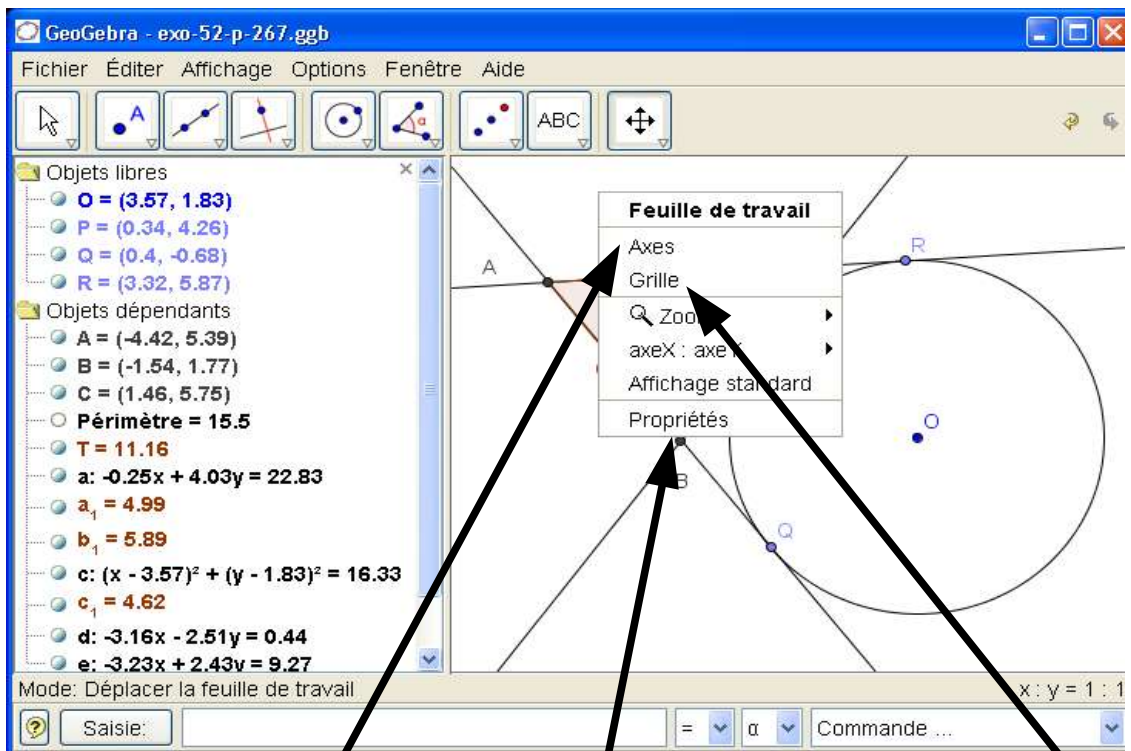 GeoGebra - exo-52-p-267.ggb
Fichier Éditer Affichage Options Fenêtre Aide
A α ABC
Objets libres
O = (3.57, 1.83)
P = (0.34, 4.26)
Q = (0.4, -0.68)
R = (3.32, 5.87)
Objets dépendants
A = (-4.42, 5.39)
B = (-1.54, 1.77)
C = (1.46, 5.75)
Périmètre = 15.5
T = 11.16
a: -0.25x + 4.03y = 22.83
a₁ = 4.99
b₁ = 5.89
c: (x - 3.57)² + (y - 1.83)² = 16.33
c₁ = 4.62
d: -3.16x - 2.51y = 0.44
e: -3.23x + 2.43y = 9.27
A
R
Feuille de travail
Axes
Grille
axeX : axeY
Affichage standard
Propriétés
O
B
Q
Mode: Déplacer la feuille de travail
x : y = 1 : 1
? Saisie: = α Commande ...